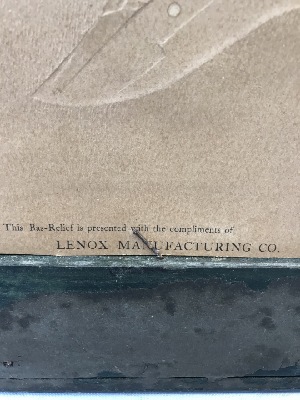 This Bas-Relief is presented with the compliments of
LENOX MANUFACTURING CO.